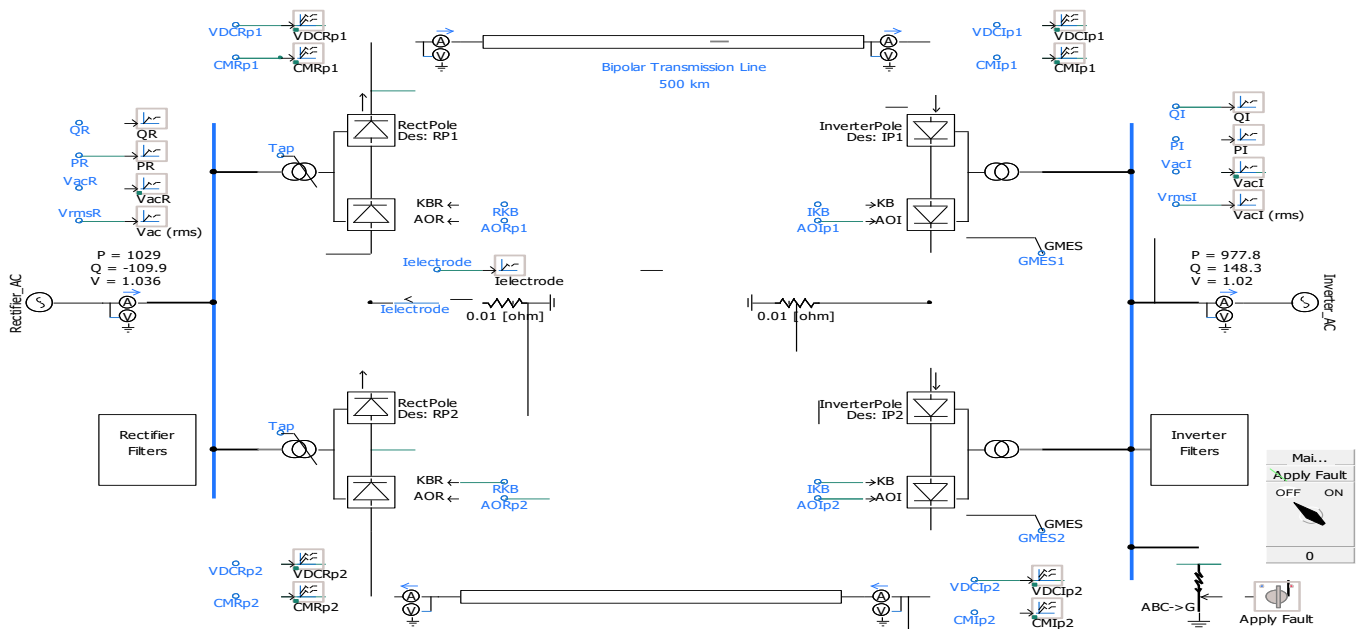 VDCRp1
VDCRp1
CMRp1
CMRp1
A
V
Bipolar Transmission Line
500 km
A
V
VDCIp1
VDCIp1
CMIp1
CMIp1
QR
QR
PR
PR
VacR
VacR
VrmsR
Vac (rms)
Tap
RectPole
Des: RP1
KBR
AOR
RKB
AORp1
InverterPole
Des: IP1
IKB
AOIp1
KB
AOI
GMES
GMES1
QI
QI
PI
PI
VacI
VacI
VrmsI
VacI (rms)
P = 1029
Q = -109.9
V = 1.036
Rectifier_AC
S
A
V
Ielectrode
Ielectrode
Ielectrode
0.01 [ohm]
0.01 [ohm]
P = 977.8
Q = 148.3
V = 1.02
A
V
S
Inverter_AC
Rectifier
Filters
Tap
RectPole
Des: RP2
KBR
AOR
RKB
AORp2
InverterPole
Des: IP2
IKB
AOIp2
KB
AOI
GMES
GMES2
Inverter
Filters
Mai...
Apply Fault
OFF ON
0
VDCRp2
VDCRp2
CMRp2
CMRp2
A
V
A
V
VDCIp2
VDCIp2
CMIp2
CMIp2
ABC->G
Apply Fault